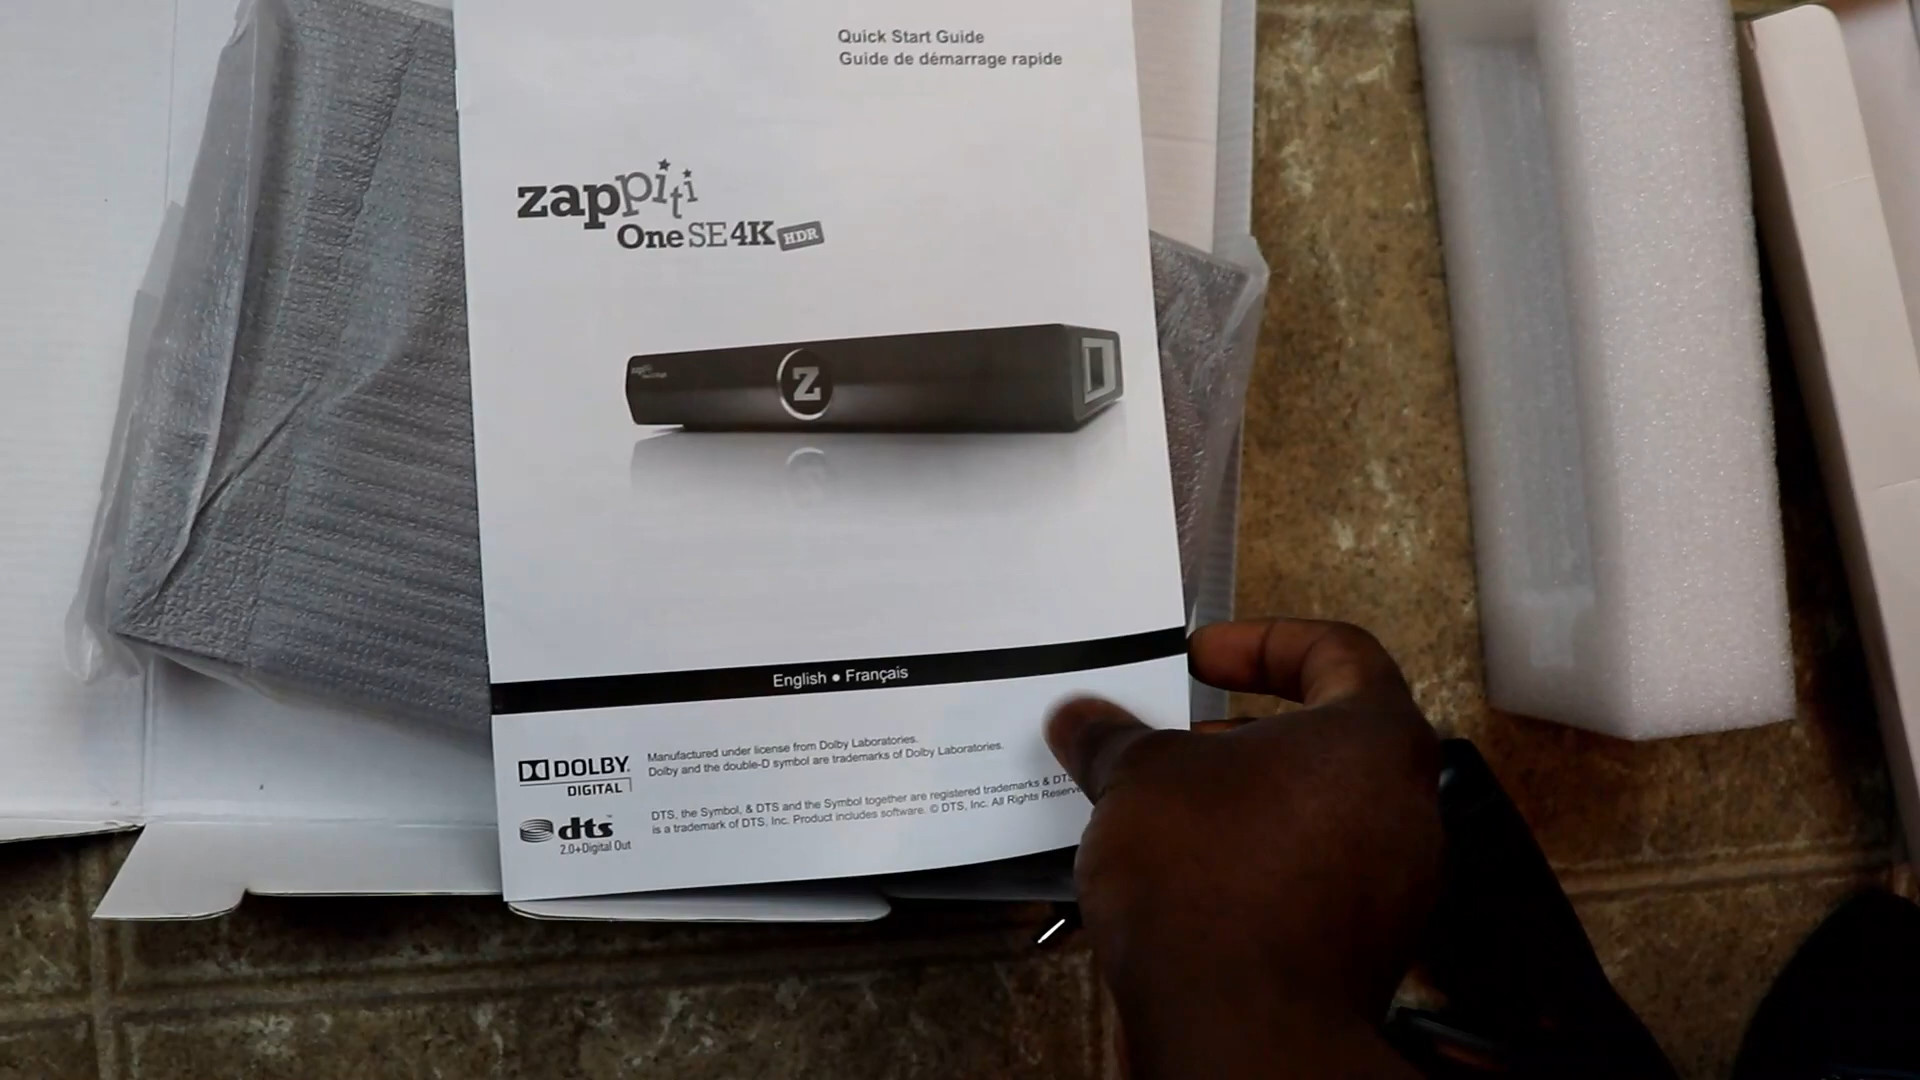 Quick Start Guide
Guide de démarrage rapide
zappiti
One SE 4K HDR
Z
English • Français
DOLBY
DIGITAL
Manufactured under license from Dolby Laboratories.
Dolby and the double-D symbol are trademarks of Dolby Laboratories.
dts
2.0+Digital Out
DTS, the Symbol, & DTS and the Symbol together are registered trademarks & DTS
is a trademark of DTS, Inc. Product includes software. © DTS, Inc. All Rights